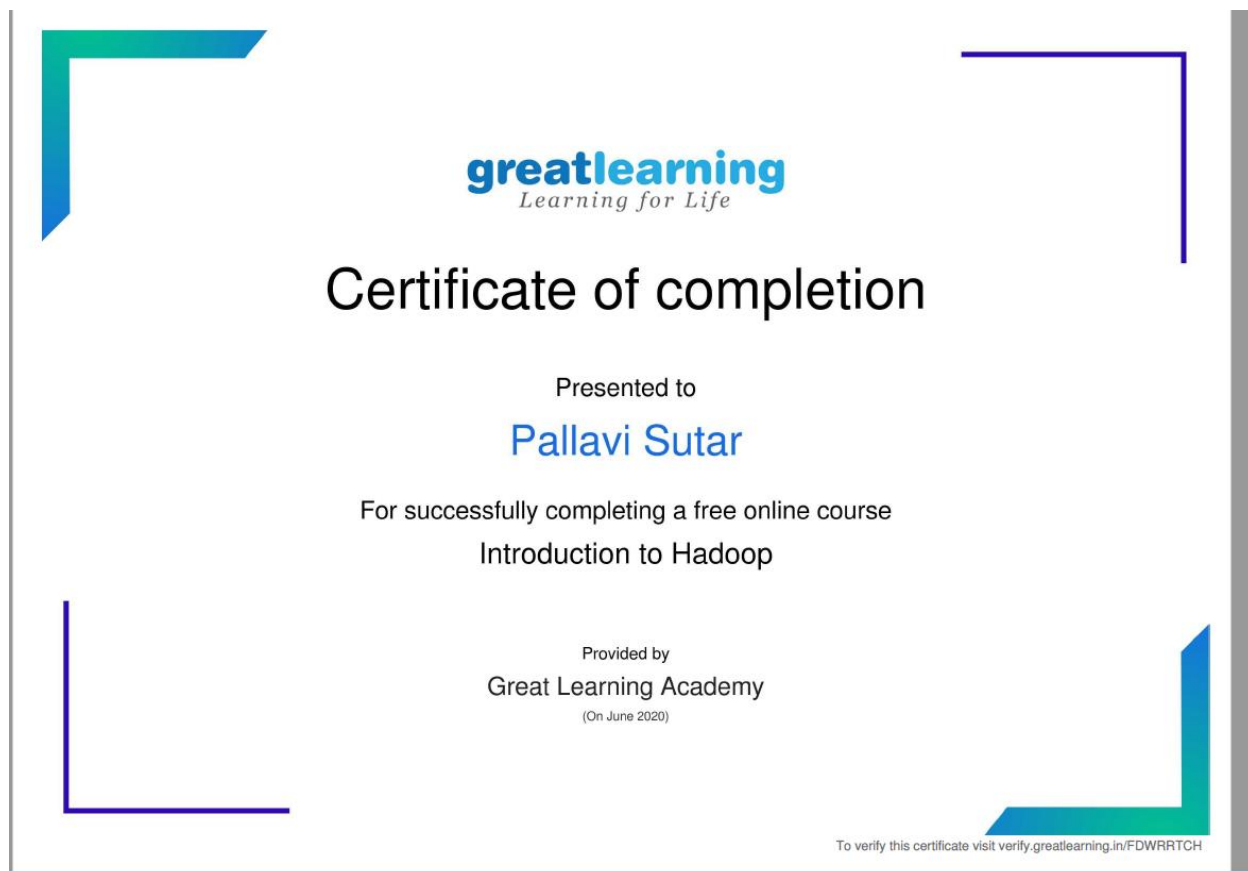 greatlearning
Learning for Life
Certificate of completion
Presented to
Pallavi Sutar
For successfully completing a free online course
Introduction to Hadoop
Provided by
Great Learning Academy
(On June 2020)
To verify this certificate visit verify.greatlearning.in/FDWRRTCH